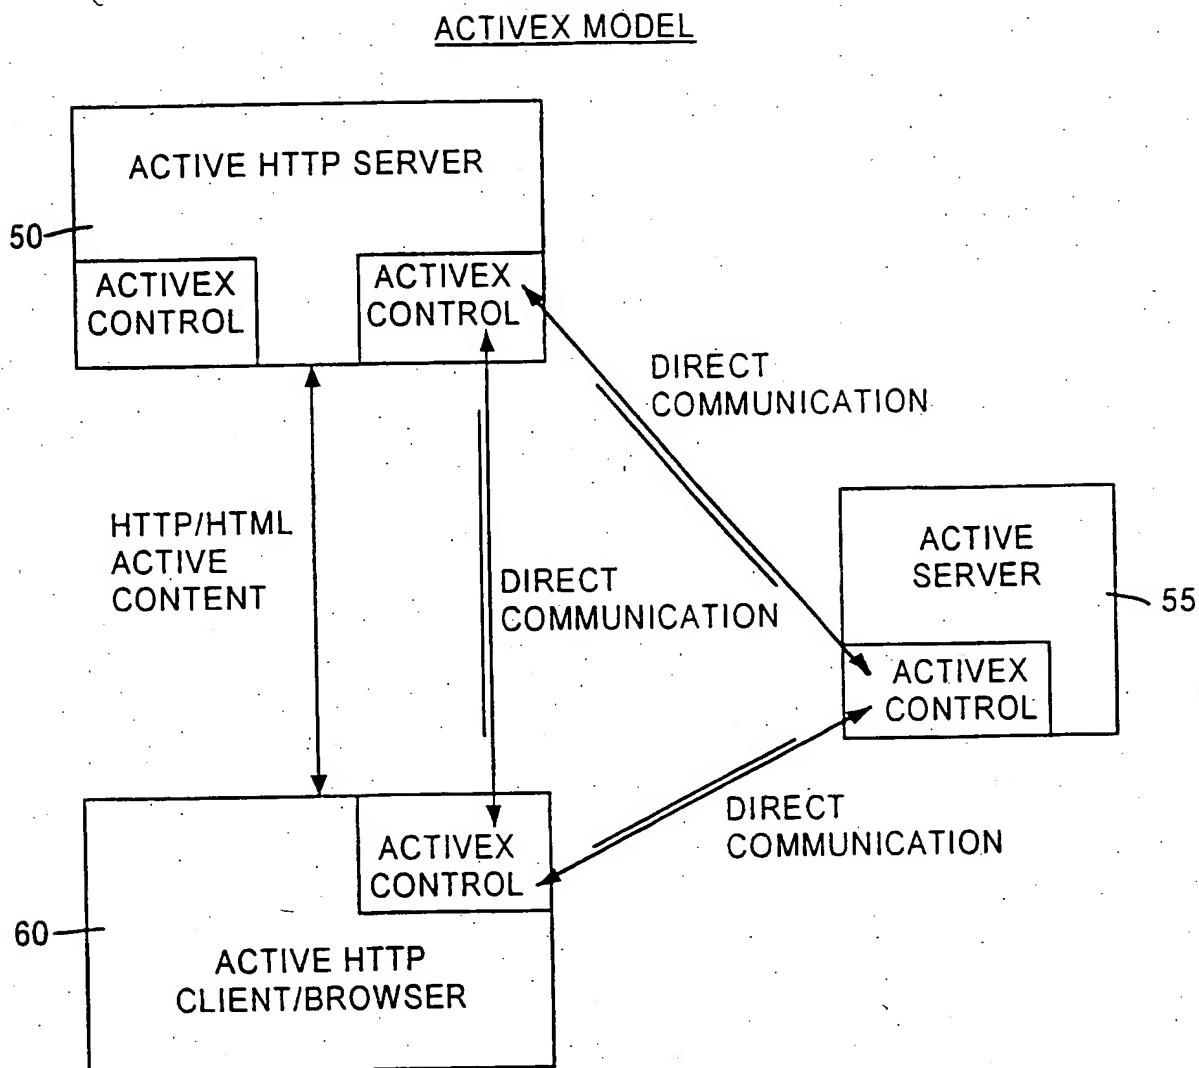 ACTIVEX MODEL
ACTIVE HTTP SERVER
50
ACTIVEX
CONTROL
ACTIVEX
CONTROL
DIRECT
COMMUNICATION
HTTP/HTML
ACTIVE
CONTENT
DIRECT
COMMUNICATION
ACTIVE
SERVER
55
ACTIVEX
CONTROL
DIRECT
COMMUNICATION
ACTIVEX
CONTROL
60
ACTIVE HTTP
CLIENT/BROWSER